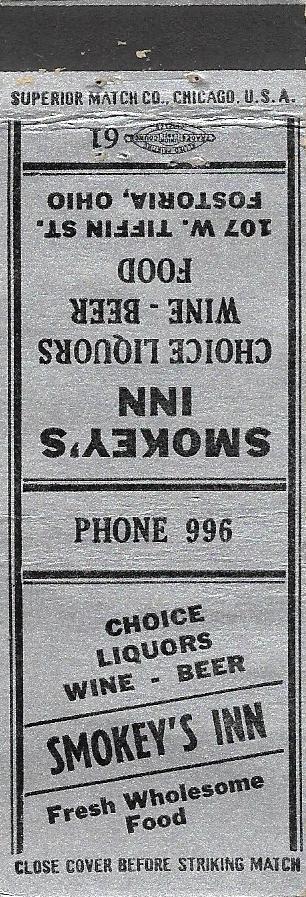 SUPERIOR MATCH CO., CHICAGO, U.S.A.
SMOKEY'S
INN
CHOICE LIQUORS
WINE - BEER
FOOD
107 W. TIFFIN ST.
FOSTORIA, OHIO
61
PHONE 996
CHOICE
LIQUORS
WINE - BEER
SMOKEY'S INN
Fresh Wholesome
Food
CLOSE COVER BEFORE STRIKING MATCH